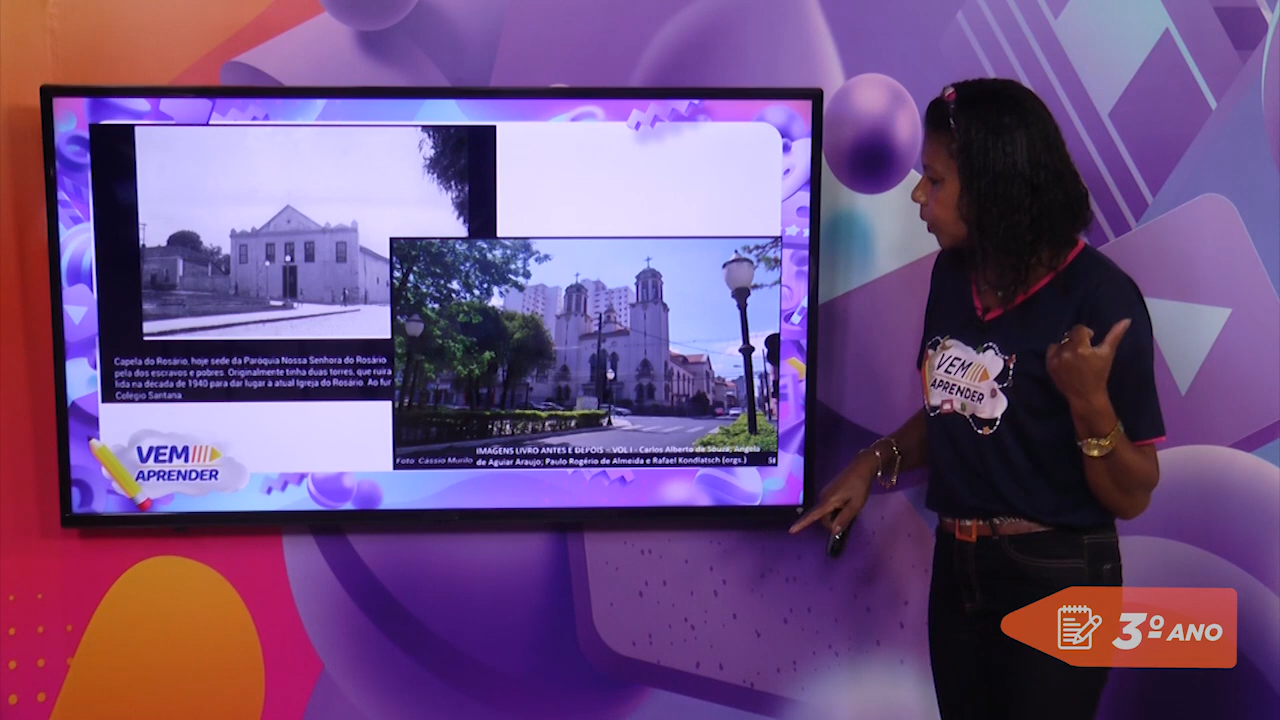 Capela do Rosário, hoje sede da Paróquia Nossa Senhora do Rosário
pela dos escravos e pobres. Originalmente tinha duas torres, que ruíra
lida na década de 1940 para dar lugar à atual Igreja do Rosário. Ao fur
Colégio Santana
IMAGENS LIVRO ANTES E DEPOIS – VOL I - Carlos Alberto de Souza, Angela
Foto: Cássio Murilo
de Aguiar Araujo; Paulo Rogério de Almeida e Rafael Kondlatsch (orgs.)
VEM
APRENDER
VEM
APRENDER
3º ANO